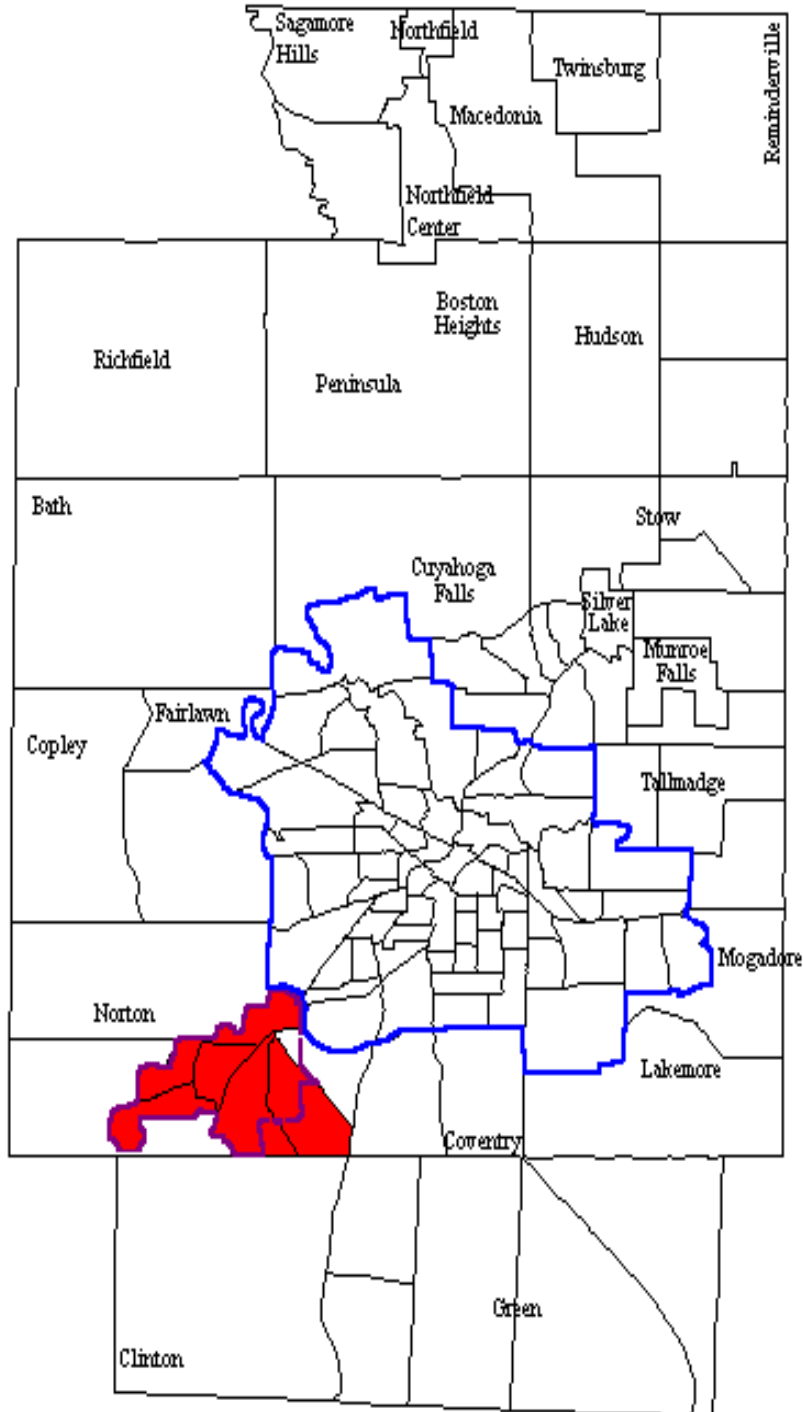 Sagamore
Hills
Northfield
Twinsburg
Reminderville
Macedonia
Northfield
Center
Boston
Heights
Hudson
Richfield
Peninsula
Bath
Stow
Cuyahoga
Falls
Silver
Lake
Munroe
Falls
Fairlawn
Copley
Tallmadge
Mogadore
Norton
Lakemore
Coventry
Green
Clinton